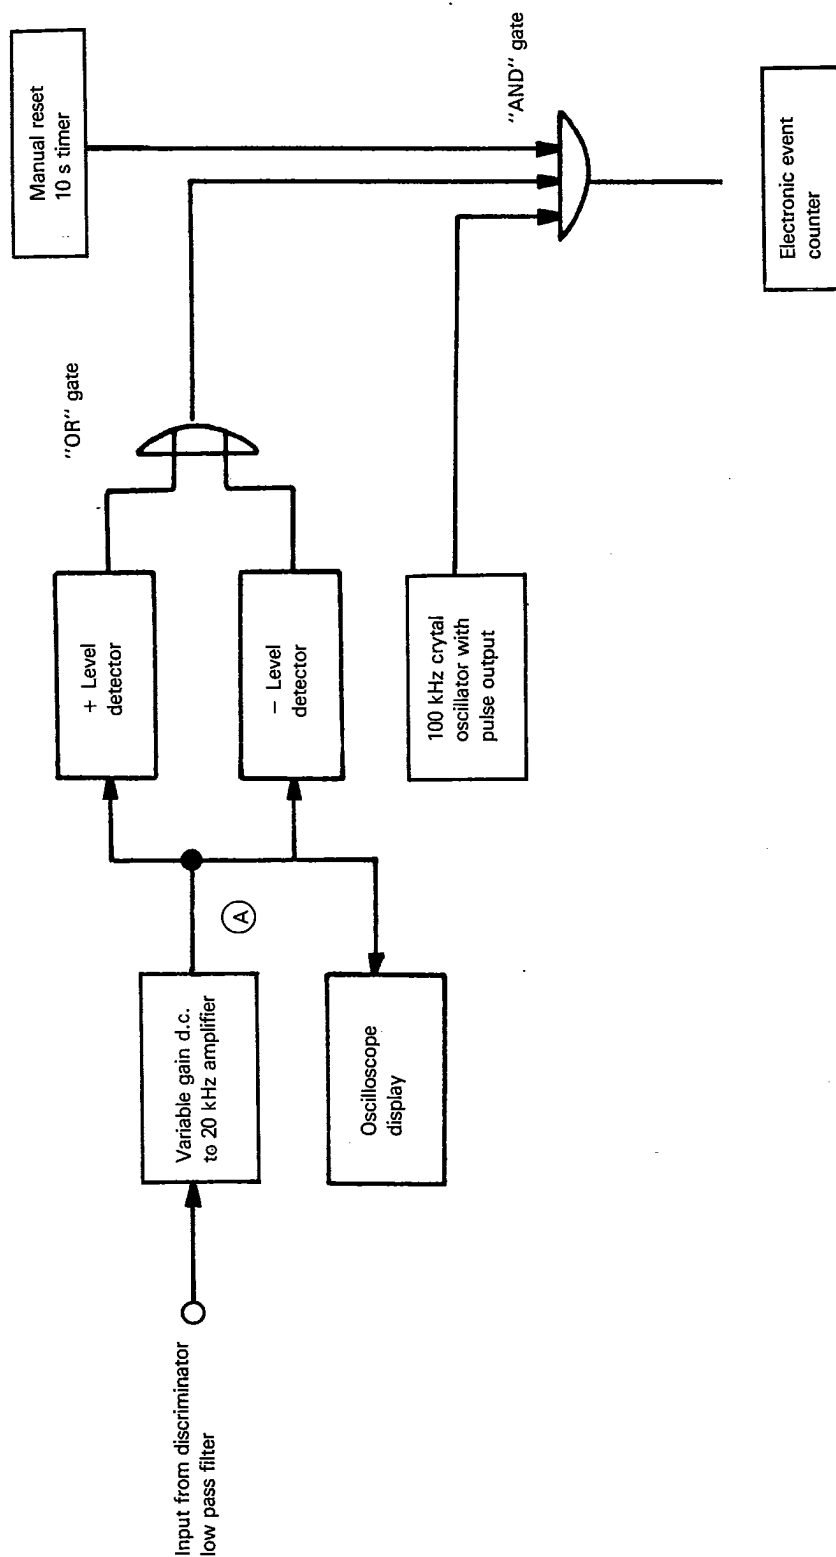 Input from discriminator
low pass filter
Variable gain d.c.
to 20 kHz amplifier
A
Oscilloscope
display
+ Level
detector
− Level
detector
100 kHz crytal
oscillator with
pulse output
"OR" gate
Manual reset
10 s timer
"AND" gate
Electronic event
counter